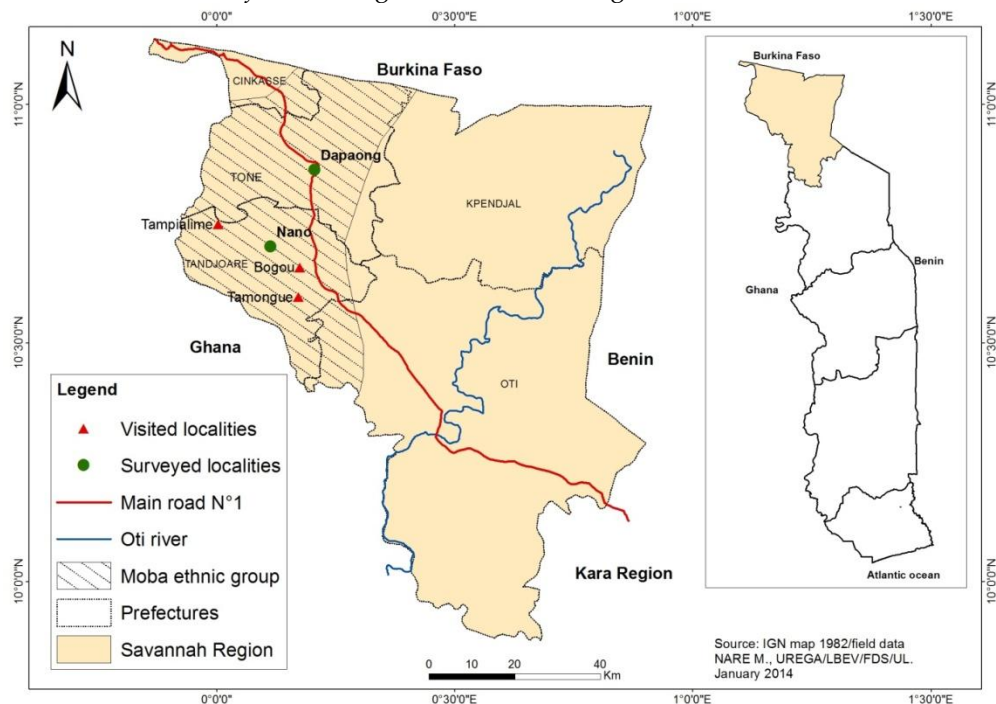 0°0'0" 0°30'0"E 1°0'0"E 1°30'0"E
N
Burkina Faso
CINKASSE
11°0'0"N
11°0'0"N
Dapaong
TONE
KPENDJAL
Tampialime
Nano
TANDJOARE
Bogou
Tamongue
Ghana
Benin
10°30'0"N
10°30'0"N
OTI
Kara Region
10°0'0"N
10°0'0"N
Legend
Visited localities
Surveyed localities
Main road N°1
Oti river
Moba ethnic group
Prefectures
Savannah Region
0 10 20 40
Km
Burkina Faso
Benin
Ghana
Atlantic ocean
Source: IGN map 1982/field data
NARE M., UREGA/LBEV/FDS/UL.
January 2014
0°0'0" 0°30'0"E 1°0'0"E 1°30'0"E